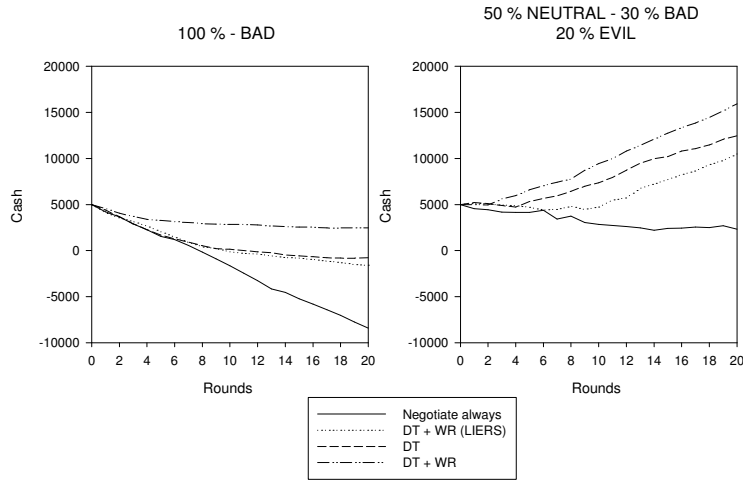 100 % - BAD
50 % NEUTRAL - 30 % BAD
20 % EVIL
20000
15000
10000
5000
0
-5000
-10000
Cash
0 2 4 6 8 10 12 14 16 18 20
Rounds
20000
15000
10000
5000
0
-5000
-10000
Cash
0 2 4 6 8 10 12 14 16 18 20
Rounds
Negotiate always
DT + WR (LIERS)
DT
DT + WR